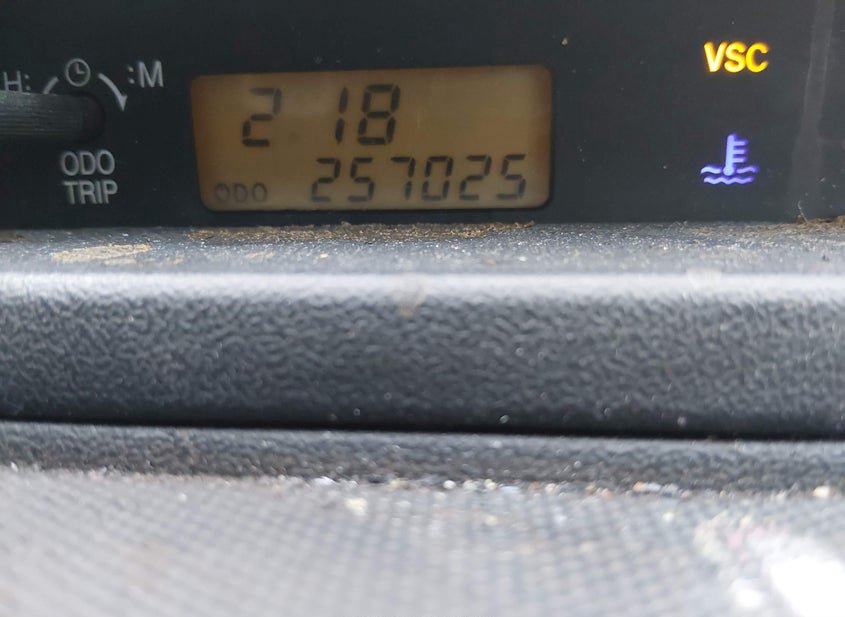 H: :M
VSC
2 18
ODO
TRIP
ODO 257025